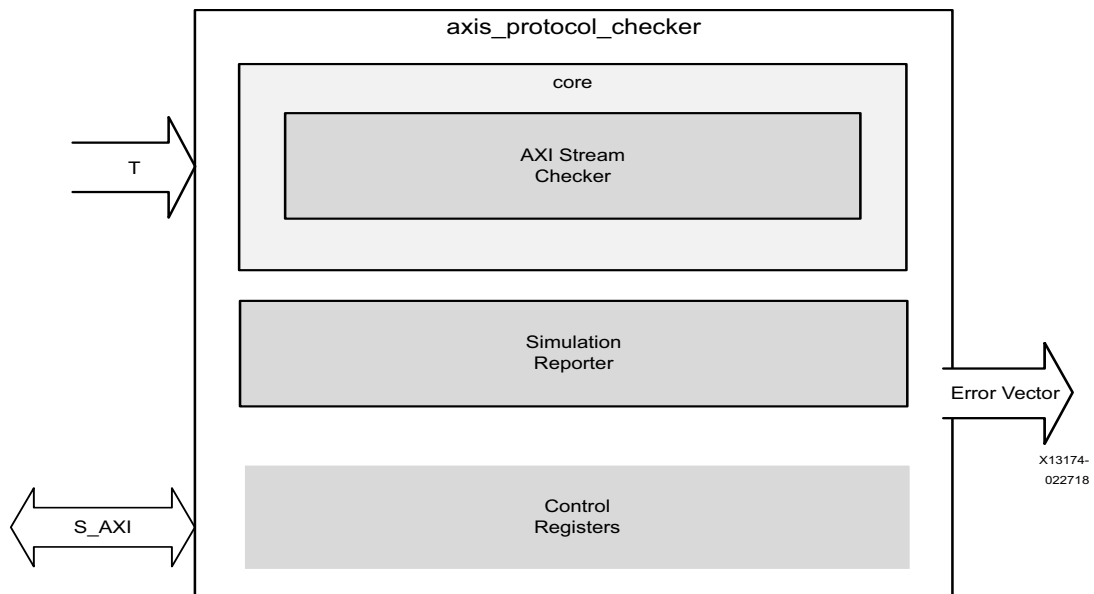 axis_protocol_checker
core
AXI Stream
Checker
T
Simulation
Reporter
Error Vector
X13174-
022718
Control
Registers
S_AXI